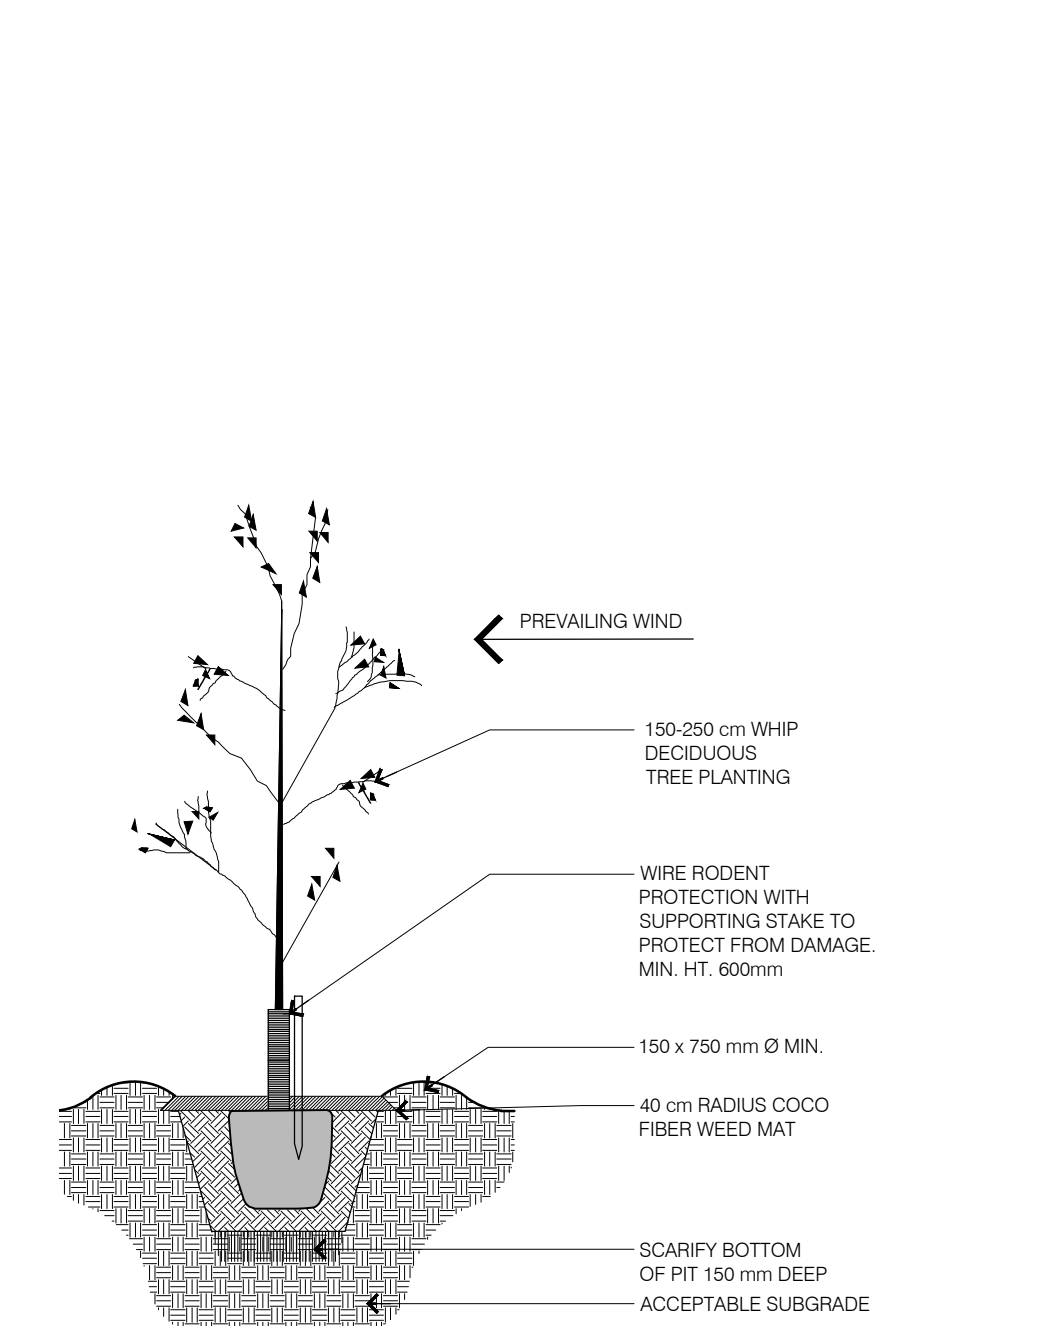 PREVAILING WIND
150-250 cm WHIP
DECIDUOUS
TREE PLANTING
WIRE RODENT
PROTECTION WITH
SUPPORTING STAKE TO
PROTECT FROM DAMAGE.
MIN. HT. 600mm
150 x 750 mm Ø MIN.
40 cm RADIUS COCO
FIBER WEED MAT
SCARIFY BOTTOM
OF PIT 150 mm DEEP
ACCEPTABLE SUBGRADE